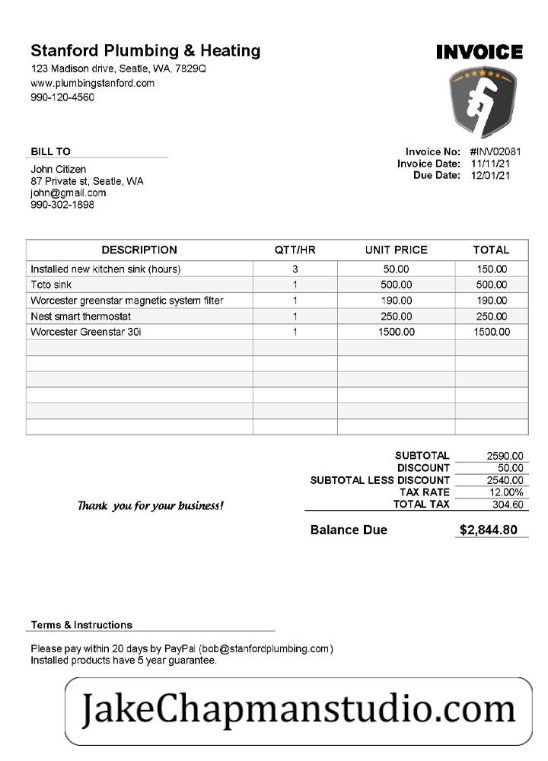 Stanford Plumbing & Heating
INVOICE
123 Madison drive, Seatle, WA, 7829Q
www.plumbingstanford.com
990-120-4560
BILL TO
John Citizen
87 Private st, Seatle, WA
john@gmail.com
990-302-1898
Invoice No: #INV02081
Invoice Date: 11/11/21
Due Date: 12/01/21
DESCRIPTION QTT/HR UNIT PRICE TOTAL
Installed new kitchen sink (hours) 3 50.00 150.00
Toto sink 1 500.00 500.00
Worcester greenstar magnetic system filter 1 190.00 190.00
Nest smart thermostat 1 250.00 250.00
Worcester Greenstar 30i 1 1500.00 1500.00
SUBTOTAL 2590.00
DISCOUNT 50.00
SUBTOTAL LESS DISCOUNT 2540.00
TAX RATE 12.00%
TOTAL TAX 304.60
Thank you for your business!
Balance Due $2,844.80
Terms & Instructions
Please pay within 20 days by PayPal (bob@stanfordplumbing.com)
Installed products have 5 year guarantee.
JakeChapmanstudio.com